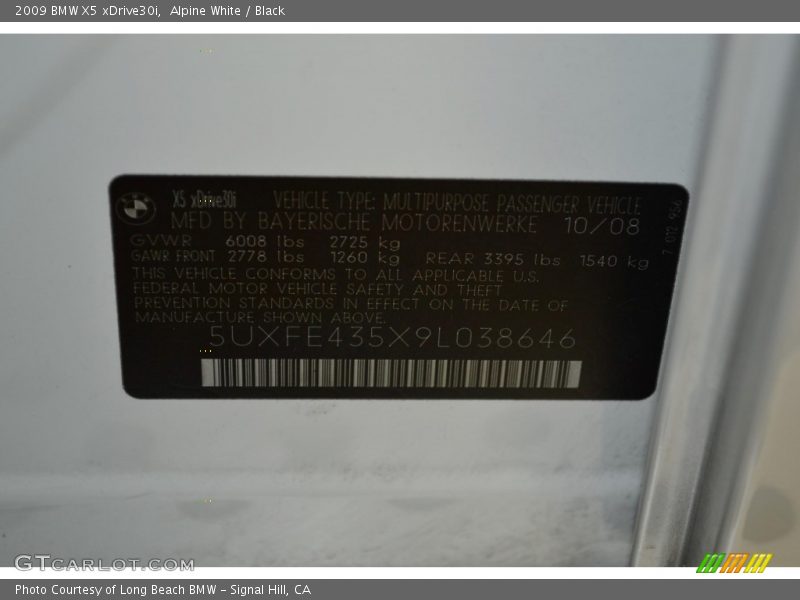 2009 BMW X5 xDrive30i, Alpine White / Black
X5 xDrive30i VEHICLE TYPE: MULTIPURPOSE PASSENGER VEHICLE
MFD BY BAYERISCHE MOTORENWERKE 10/08
GVWR 6008 lbs 2725 kg
GAWR FRONT 2778 lbs 1260 kg REAR 3395 lbs 1540 kg
THIS VEHICLE CONFORMS TO ALL APPLICABLE U.S.
FEDERAL MOTOR VEHICLE SAFETY AND THEFT
PREVENTION STANDARDS IN EFFECT ON THE DATE OF
MANUFACTURE SHOWN ABOVE.
5UXFE435X9L038646
7 012 956
GTCARLOT.COM
Photo Courtesy of Long Beach BMW - Signal Hill, CA